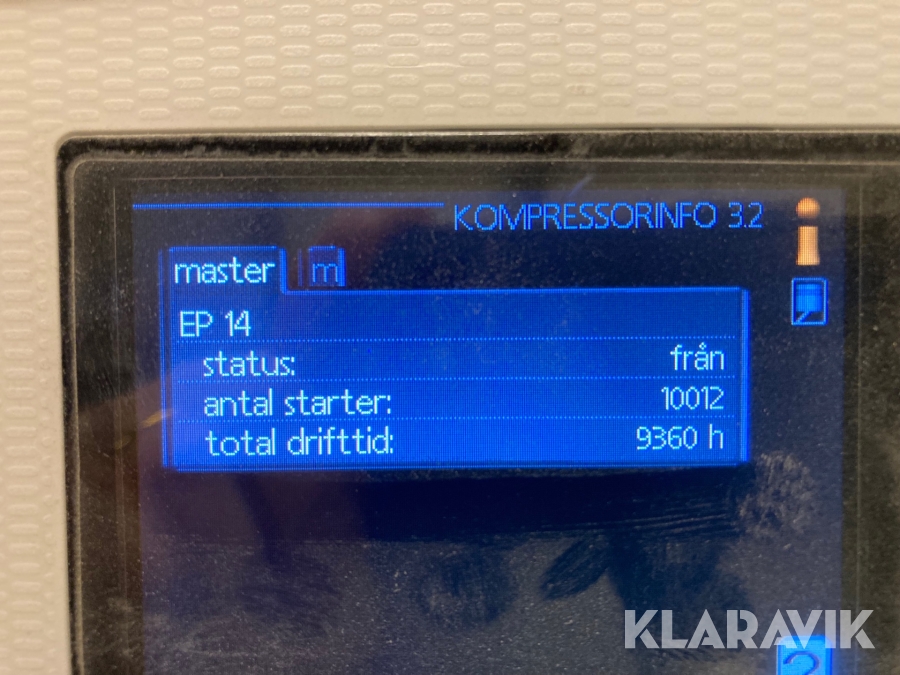 KOMPRESSORINFO 3.2
i
master m
EP 14
status: från
antal starter: 10012
total drifttid: 9360 h
KLARAVIK
?